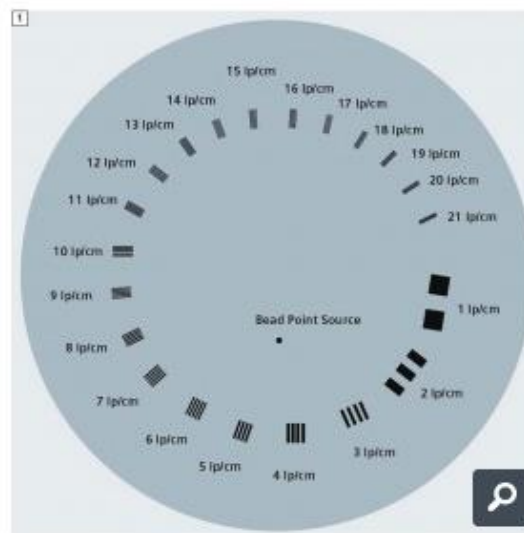 1
15 lp/cm
16 lp/cm
14 lp/cm
17 lp/cm
13 lp/cm
18 lp/cm
12 lp/cm
19 lp/cm
20 lp/cm
11 lp/cm
21 lp/cm
10 lp/cm
9 lp/cm
1 lp/cm
Bead Point Source
8 lp/cm
2 lp/cm
7 lp/cm
6 lp/cm
3 lp/cm
5 lp/cm
4 lp/cm